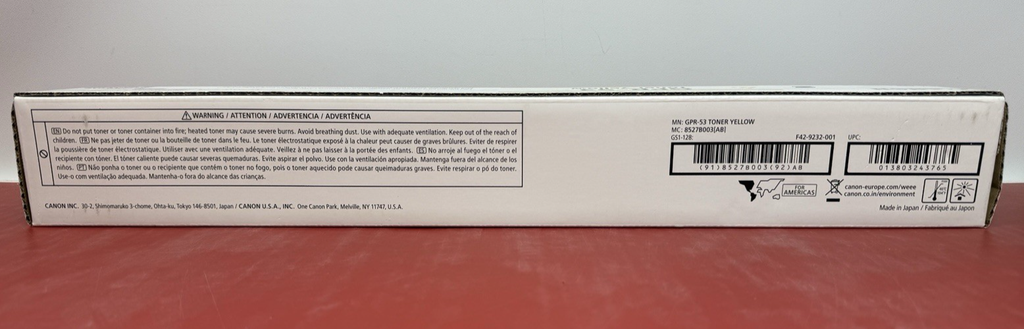 WARNING / ATTENTION / ADVERTENCIA / ADVERTÊNCIA
EN Do not put toner or toner container into fire; heated toner may cause severe burns. Avoid breathing dust. Use with adequate ventilation. Keep out of the reach of
children. FR Ne pas jeter de toner ou la bouteille de toner dans le feu. Le toner électrostatique exposé à la chaleur peut causer de graves brûlures. Eviter de respirer
la poussière de toner électrostatique. Utiliser avec une ventilation adéquate. Veillez à ne pas laisser à la portée des enfants. ES No arroje al fuego el tóner o el
recipiente con tóner. El tóner caliente puede causar severas quemaduras. Evite aspirar el polvo. Use con la ventilación apropiada. Mantenga fuera del alcance de los
niños. PT Não ponha o toner ou o recipiente que contém o toner no fogo, pois o toner aquecido pode causar queimaduras graves. Evite respirar o pó do toner.
Use-o com ventilação adequada. Mantenha-o fora do alcance das crianças.
CANON INC. 30-2, Shimomaruko 3-chome, Ohta-ku, Tokyo 146-8501, Japan / CANON U.S.A., INC. One Canon Park, Melville, NY 11747, U.S.A.
MN: GPR-53 TONER YELLOW
MC: 8527B003[AB]
GS1-128: F42-9232-001
(91)8527B003(92)AB
UPC:
013803243765
FOR AMERICAS
canon-europe.com/weee
canon.co.in/environment
Made in Japan / Fabriqué au Japon